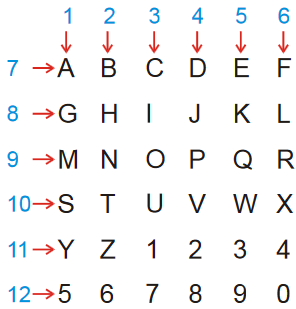 1 2 3 4 5 6
7 A B C D E F
8 G H I J K L
9 M N O P Q R
10 S T U V W X
11 Y Z 1 2 3 4
12 5 6 7 8 9 0